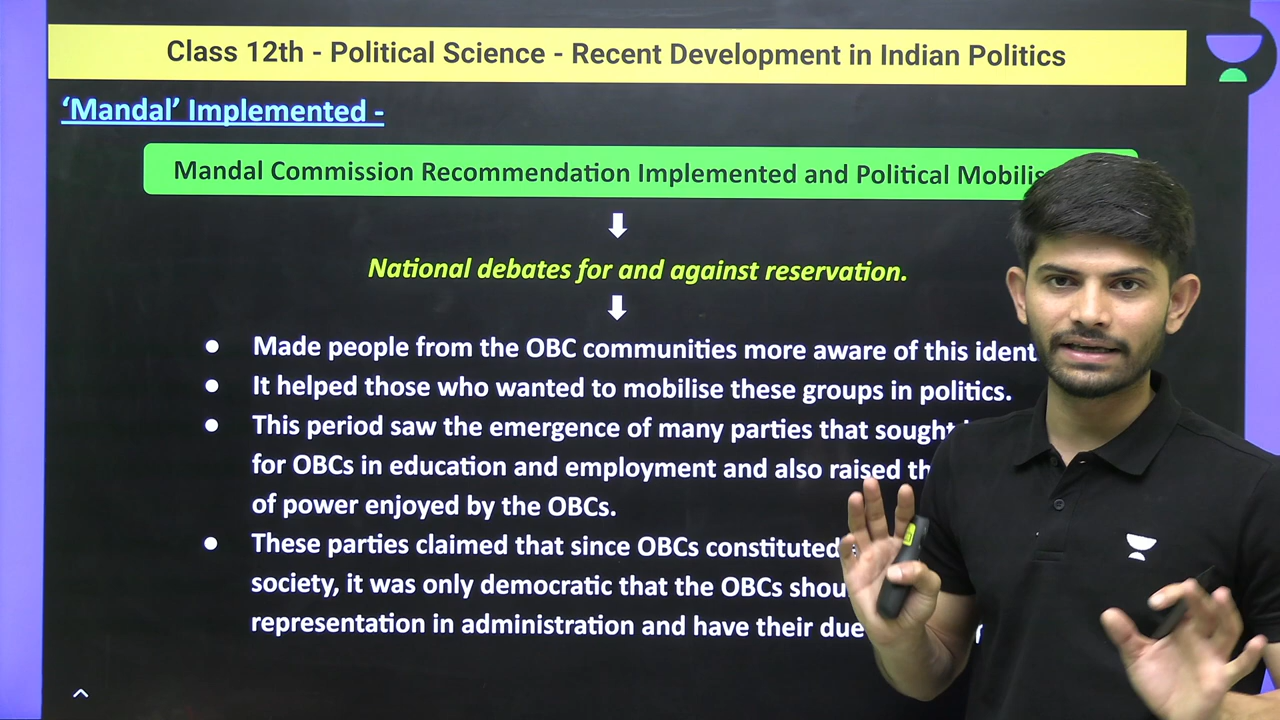 Class 12th - Political Science - Recent Development in Indian Politics
‘Mandal’ Implemented -
Mandal Commission Recommendation Implemented and Political
National debates for and against reservation.
● Made people from the OBC communities more aware of this
● It helped those who wanted to mobilise these groups in politics.
● This period saw the emergence of many parties that sought
for OBCs in education and employment and also raised
of power enjoyed by the OBCs.
● These parties claimed that since OBCs constituted
society, it was only democratic that the OBCs
representation in administration and have their due